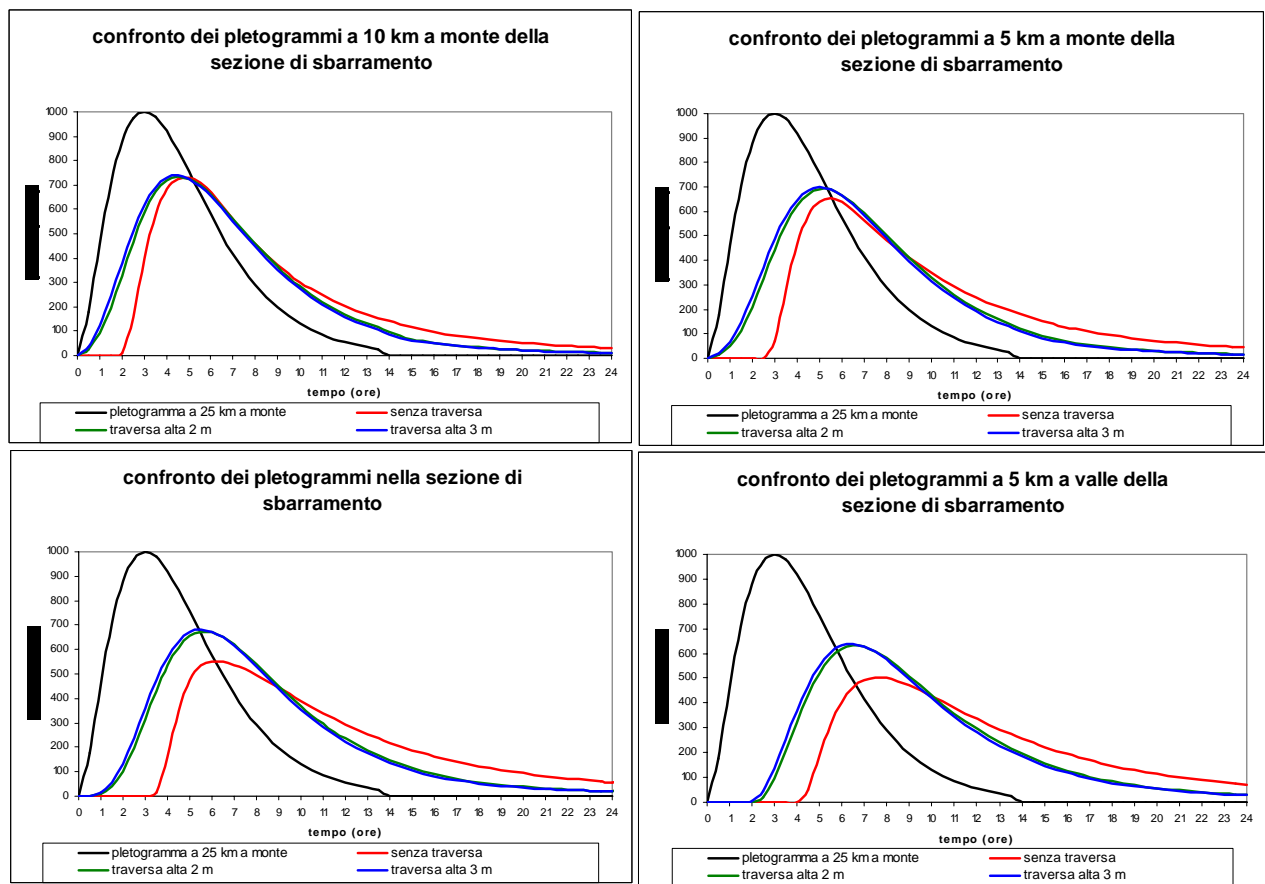 confronto dei pletogrammi a 10 km a monte della
sezione di sbarramento
1000
900
800
700
600
500
400
300
200
100
0
0 1 2 3 4 5 6 7 8 9 10 11 12 13 14 15 16 17 18 19 20 21 22 23 24
tempo (ore)
pletogramma a 25 km a monte senza traversa
traversa alta 2 m traversa alta 3 m
confronto dei pletogrammi a 5 km a monte della
sezione di sbarramento
1000
900
800
700
600
500
400
300
200
100
0
0 1 2 3 4 5 6 7 8 9 10 11 12 13 14 15 16 17 18 19 20 21 22 23 24
tempo (ore)
pletogramma a 25 km a monte senza traversa
traversa alta 2 m traversa alta 3 m
confronto dei pletogrammi nella sezione di
sbarramento
1000
900
800
700
600
500
400
300
200
100
0
0 1 2 3 4 5 6 7 8 9 10 11 12 13 14 15 16 17 18 19 20 21 22 23 24
tempo (ore)
pletogramma a 25 km a monte senza traversa
traversa alta 2 m traversa alta 3 m
confronto dei pletogrammi a 5 km a valle della
sezione di sbarramento
1000
900
800
700
600
500
400
300
200
100
0
0 1 2 3 4 5 6 7 8 9 10 11 12 13 14 15 16 17 18 19 20 21 22 23 24
tempo (ore)
pletogramma a 25 km a monte senza traversa
traversa alta 2 m traversa alta 3 m